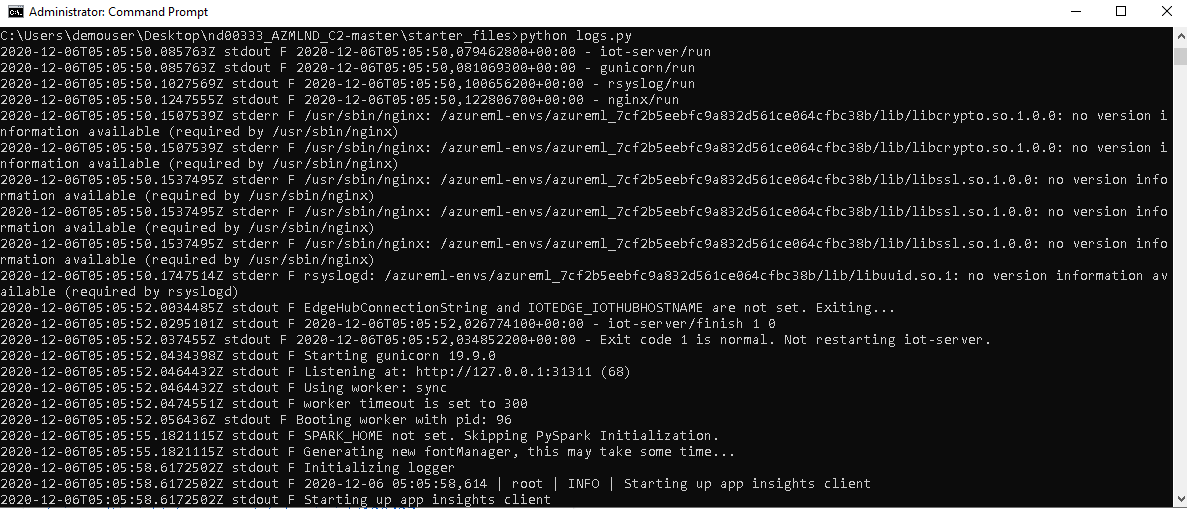 Administrator: Command Prompt
C:\Users\demouser\Desktop\nd00333_AZMLND_C2-master\starter_files>python logs.py
2020-12-06T05:05:50.085763Z stdout F 2020-12-06T05:05:50,079462800+00:00 - iot-server/run
2020-12-06T05:05:50.085763Z stdout F 2020-12-06T05:05:50,081069300+00:00 - gunicorn/run
2020-12-06T05:05:50.1027569Z stdout F 2020-12-06T05:05:50,100656200+00:00 - rsyslog/run
2020-12-06T05:05:50.1247555Z stdout F 2020-12-06T05:05:50,122806700+00:00 - nginx/run
2020-12-06T05:05:50.1507539Z stderr F /usr/sbin/nginx: /azureml-envs/azureml_7cf2b5eebfc9a832d561ce064cfbc38b/lib/libcrypto.so.1.0.0: no version i
nformation available (required by /usr/sbin/nginx)
2020-12-06T05:05:50.1507539Z stderr F /usr/sbin/nginx: /azureml-envs/azureml_7cf2b5eebfc9a832d561ce064cfbc38b/lib/libcrypto.so.1.0.0: no version i
nformation available (required by /usr/sbin/nginx)
2020-12-06T05:05:50.1537495Z stderr F /usr/sbin/nginx: /azureml-envs/azureml_7cf2b5eebfc9a832d561ce064cfbc38b/lib/libssl.so.1.0.0: no version info
rmation available (required by /usr/sbin/nginx)
2020-12-06T05:05:50.1537495Z stderr F /usr/sbin/nginx: /azureml-envs/azureml_7cf2b5eebfc9a832d561ce064cfbc38b/lib/libssl.so.1.0.0: no version info
rmation available (required by /usr/sbin/nginx)
2020-12-06T05:05:50.1537495Z stderr F /usr/sbin/nginx: /azureml-envs/azureml_7cf2b5eebfc9a832d561ce064cfbc38b/lib/libssl.so.1.0.0: no version info
rmation available (required by /usr/sbin/nginx)
2020-12-06T05:05:50.1747514Z stderr F rsyslogd: /azureml-envs/azureml_7cf2b5eebfc9a832d561ce064cfbc38b/lib/libuuid.so.1: no version information av
ailable (required by rsyslogd)
2020-12-06T05:05:52.0034485Z stdout F EdgeHubConnectionString and IOTEDGE_IOTHUBHOSTNAME are not set. Exiting...
2020-12-06T05:05:52.0295101Z stdout F 2020-12-06T05:05:52,026774100+00:00 - iot-server/finish 1 0
2020-12-06T05:05:52.037455Z stdout F 2020-12-06T05:05:52,034852200+00:00 - Exit code 1 is normal. Not restarting iot-server.
2020-12-06T05:05:52.0434398Z stdout F Starting gunicorn 19.9.0
2020-12-06T05:05:52.0464432Z stdout F Listening at: http://127.0.0.1:31311 (68)
2020-12-06T05:05:52.0464432Z stdout F Using worker: sync
2020-12-06T05:05:52.0474551Z stdout F worker timeout is set to 300
2020-12-06T05:05:52.056436Z stdout F Booting worker with pid: 96
2020-12-06T05:05:55.1821115Z stdout F SPARK_HOME not set. Skipping PySpark Initialization.
2020-12-06T05:05:55.1821115Z stdout F Generating new fontManager, this may take some time...
2020-12-06T05:05:58.6172502Z stdout F Initializing logger
2020-12-06T05:05:58.6172502Z stdout F 2020-12-06 05:05:58,614 | root | INFO | Starting up app insights client
2020-12-06T05:05:58.6172502Z stdout F Starting up app insights client